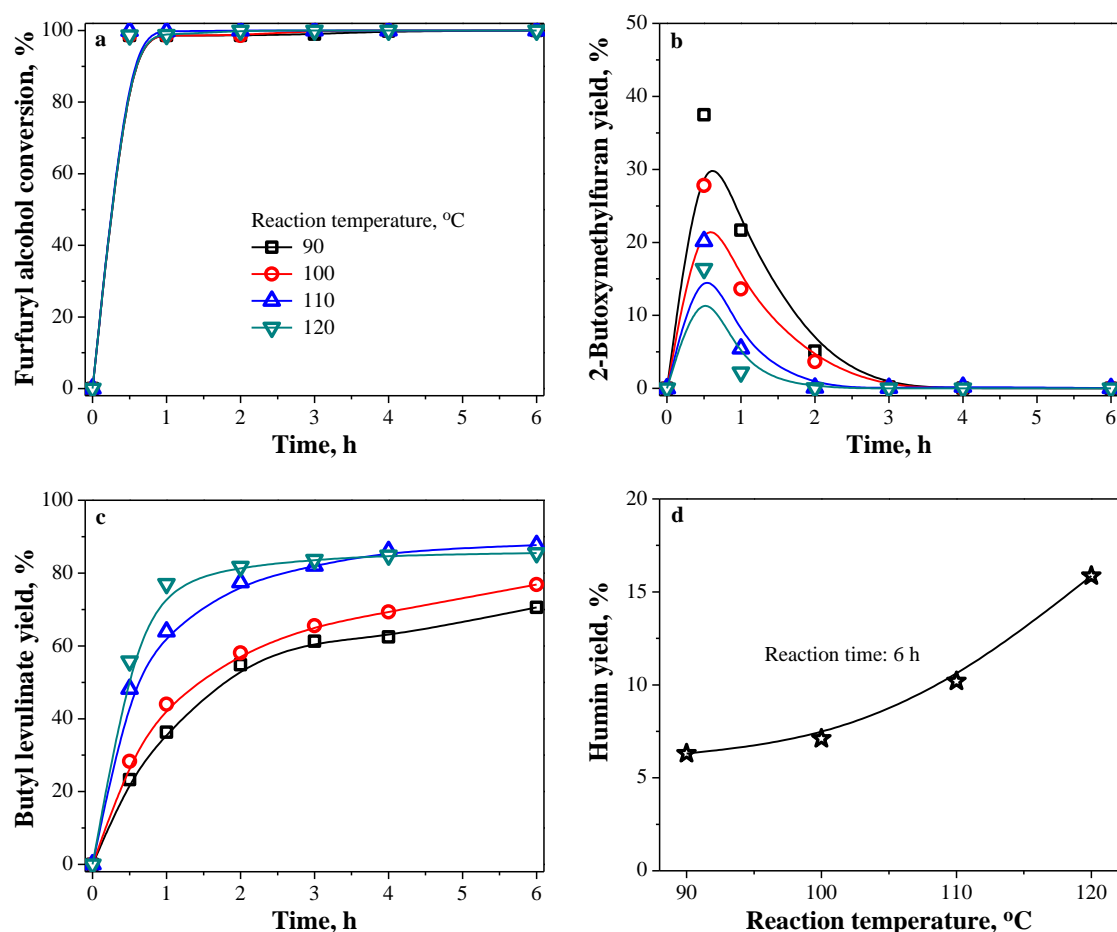 a
Furfuryl alcohol conversion, %
100
80
60
40
20
0
Reaction temperature, °C
90
100
110
120
0 1 2 3 4 5 6
Time, h
b
2-Butoxymethylfuran yield, %
50
40
30
20
10
0
0 1 2 3 4 5 6
Time, h
c
Butyl levulinate yield, %
100
80
60
40
20
0
0 1 2 3 4 5 6
Time, h
d
Humin yield, %
20
15
10
5
0
Reaction time: 6 h
90 100 110 120
Reaction temperature, °C